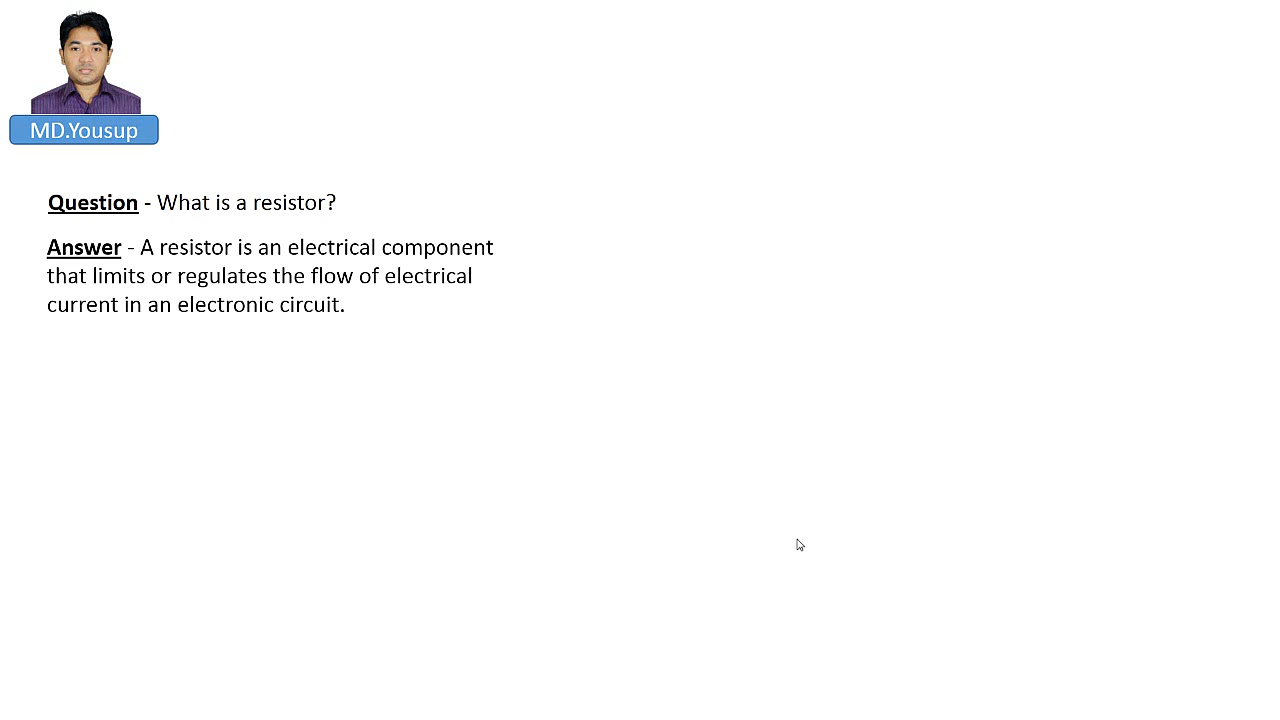 MD.Yousup
Question - What is a resistor?
Answer - A resistor is an electrical component
that limits or regulates the flow of electrical
current in an electronic circuit.